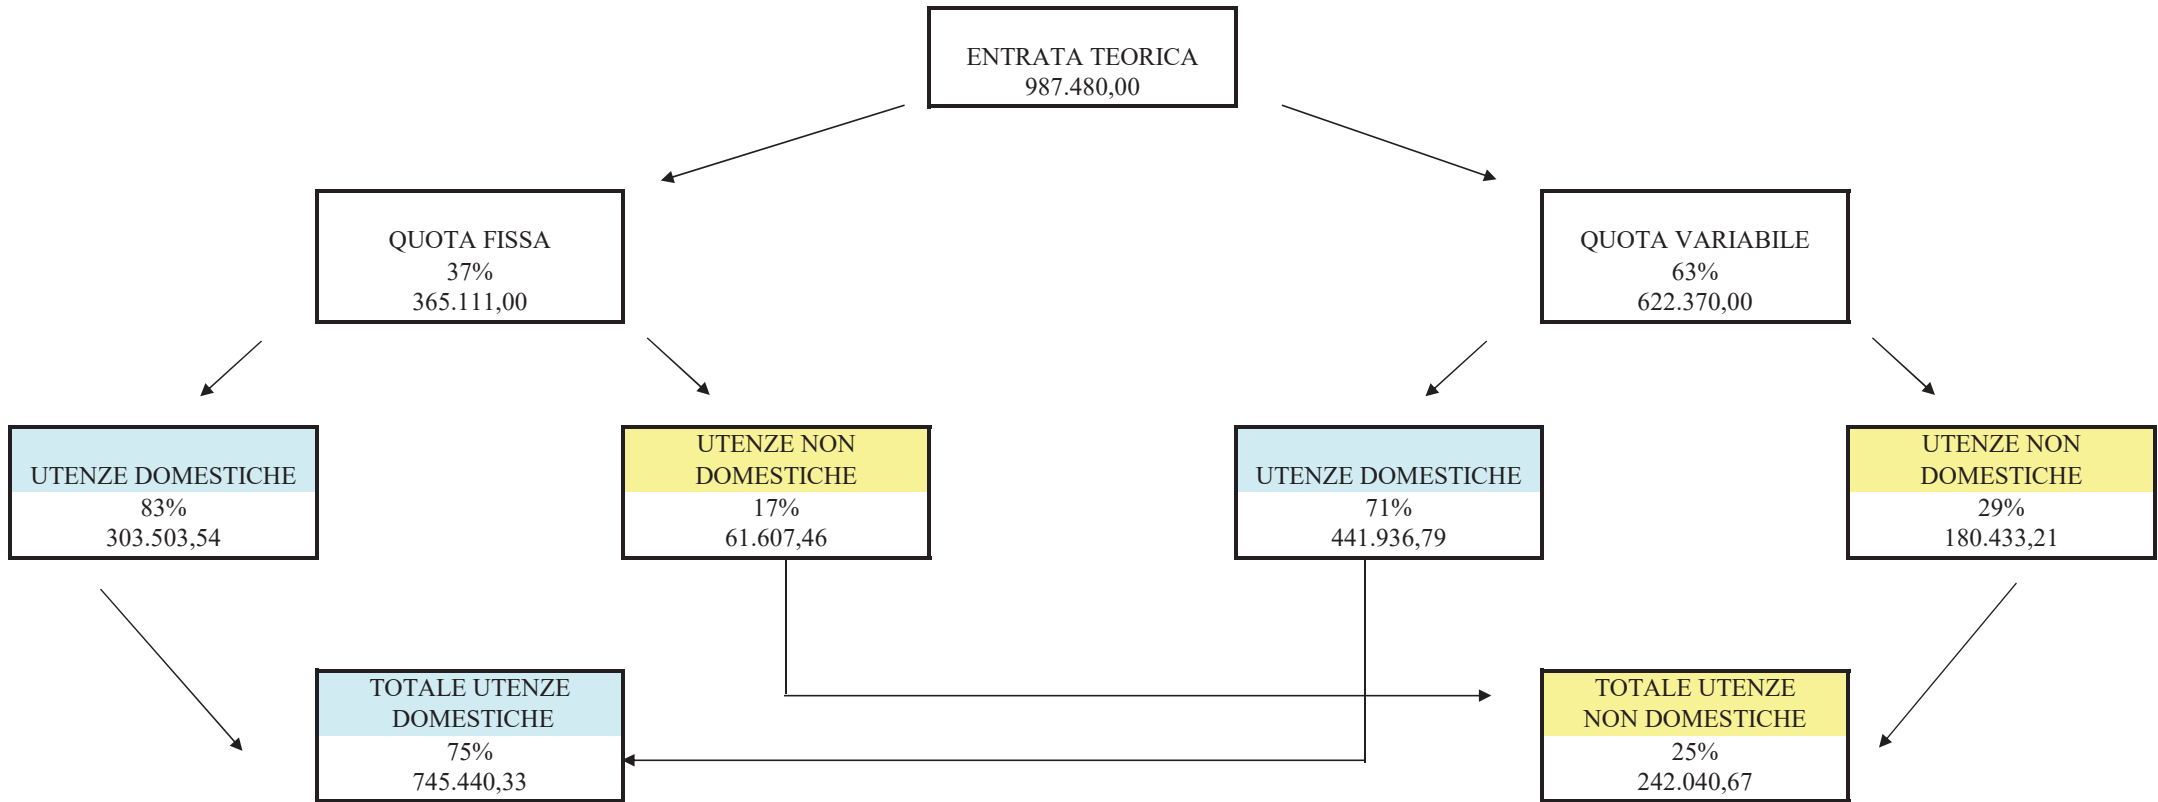 ENTRATA TEORICA
987.480,00
QUOTA FISSA
37%
365.111,00
QUOTA VARIABILE
63%
622.370,00
UTENZE DOMESTICHE
83%
303.503,54
UTENZE NON
DOMESTICHE
17%
61.607,46
UTENZE DOMESTICHE
71%
441.936,79
UTENZE NON
DOMESTICHE
29%
180.433,21
TOTALE UTENZE
DOMESTICHE
75%
745.440,33
TOTALE UTENZE
NON DOMESTICHE
25%
242.040,67